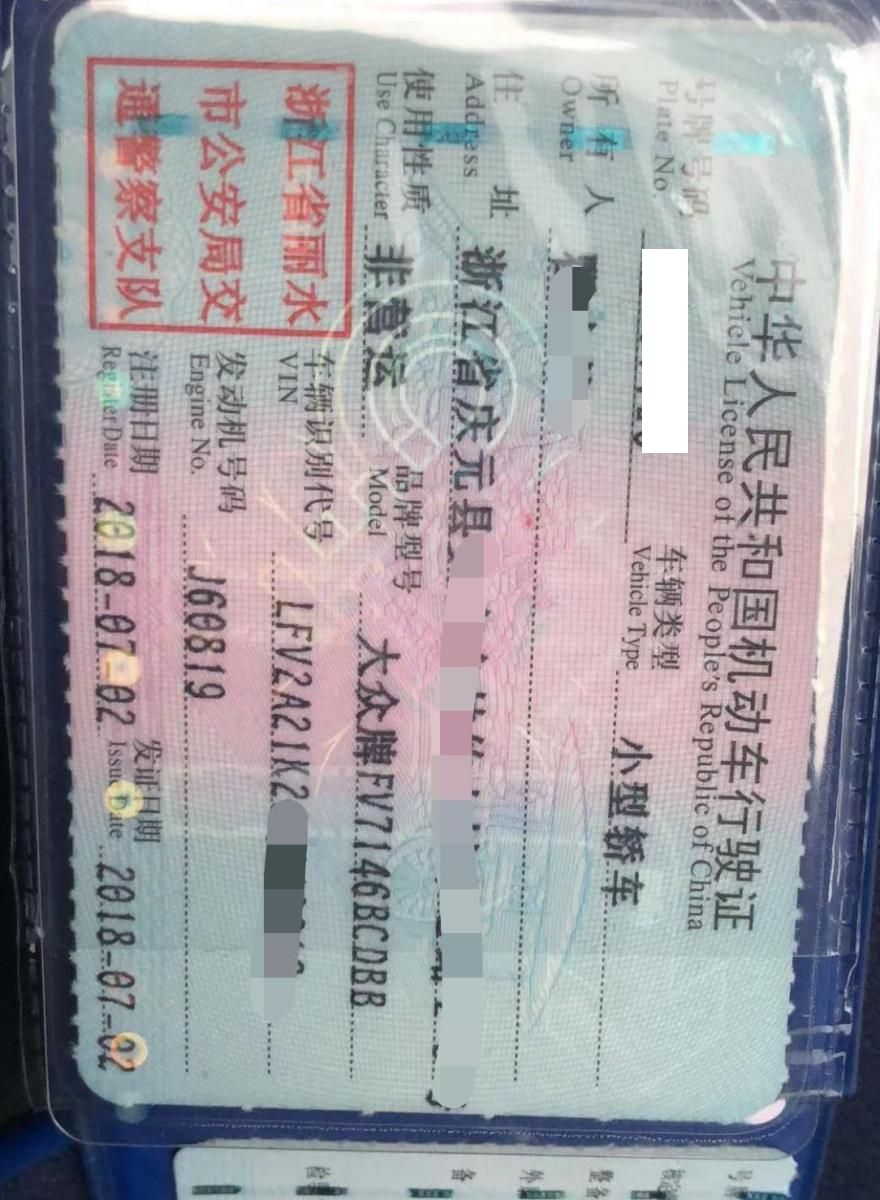 中华人民共和国机动车行驶证
Vehicle License of the People's Republic of China
号牌号码
Plate No.
车辆类型 小型轿车
Vehicle Type
所有人
Owner
住址 浙江省庆元县
Address
使用性质 非营运
Use Character
品牌型号 大众牌FV7146BCDBB
Model
浙江省丽水
市公安局交
通警察支队
车辆识别代号 LFV2A21K2
VIN
发动机号码 J60819
Engine No.
注册日期 2018-07-02
Register Date
发证日期 2018-07-02
Issue Date
号
备
外